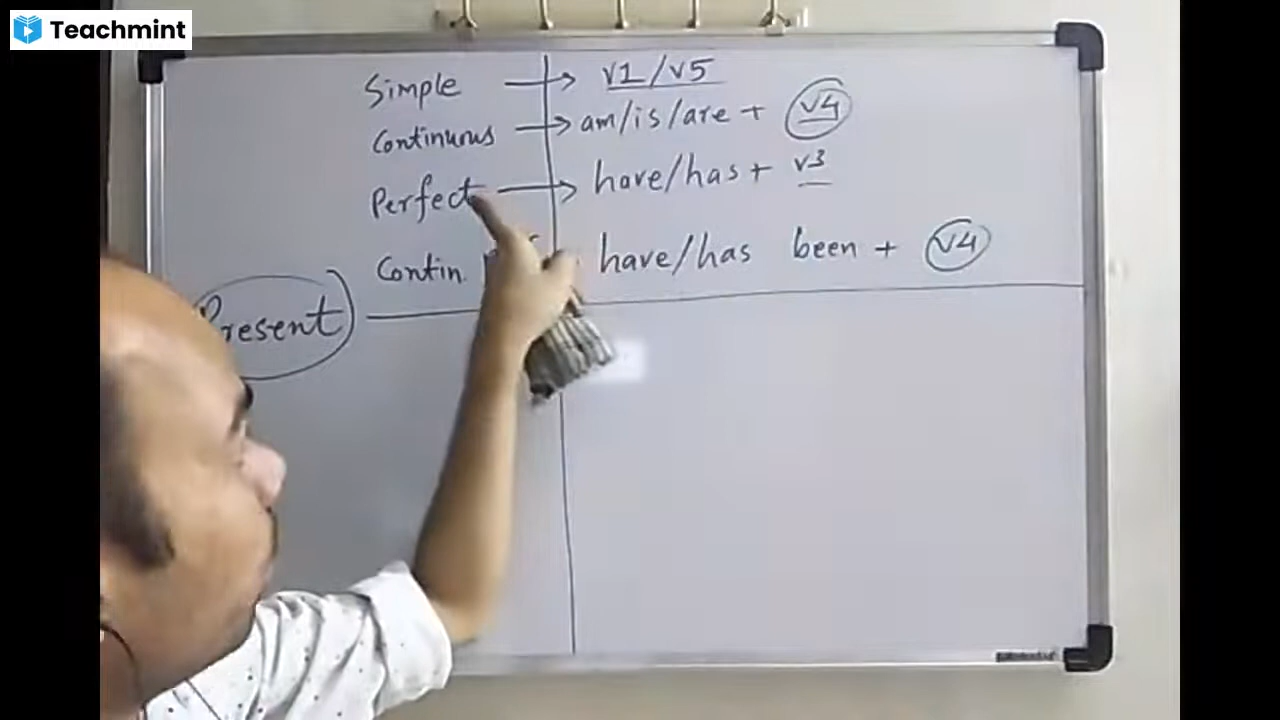 Teachmint
Simple → v1/v5
Continuous → am/is/are + v4
Perfect → have/has + v3
Contin have/has been + v4
Present